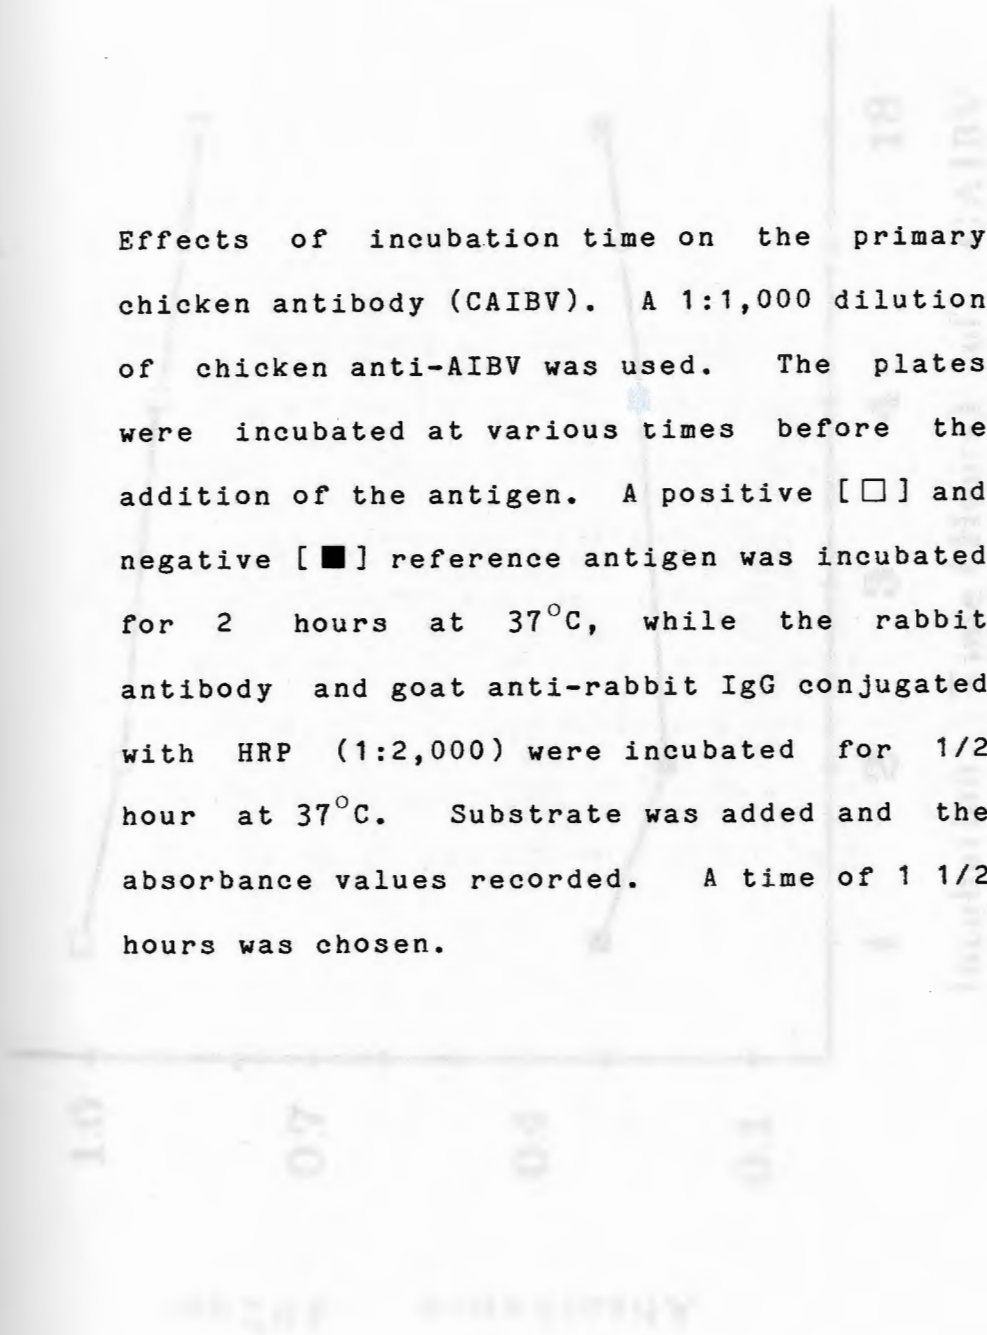 Effects of incubation time on the primary
chicken antibody (CAIBV). A 1:1,000 dilution
of chicken anti-AIBV was used. The plates
were incubated at various times before the
addition of the antigen. A positive [□] and
negative [■] reference antigen was incubated
for 2 hours at 37°C, while the rabbit
antibody and goat anti-rabbit IgG conjugated
with HRP (1:2,000) were incubated for 1/2
hour at 37°C. Substrate was added and the
absorbance values recorded. A time of 1 1/2
hours was chosen.